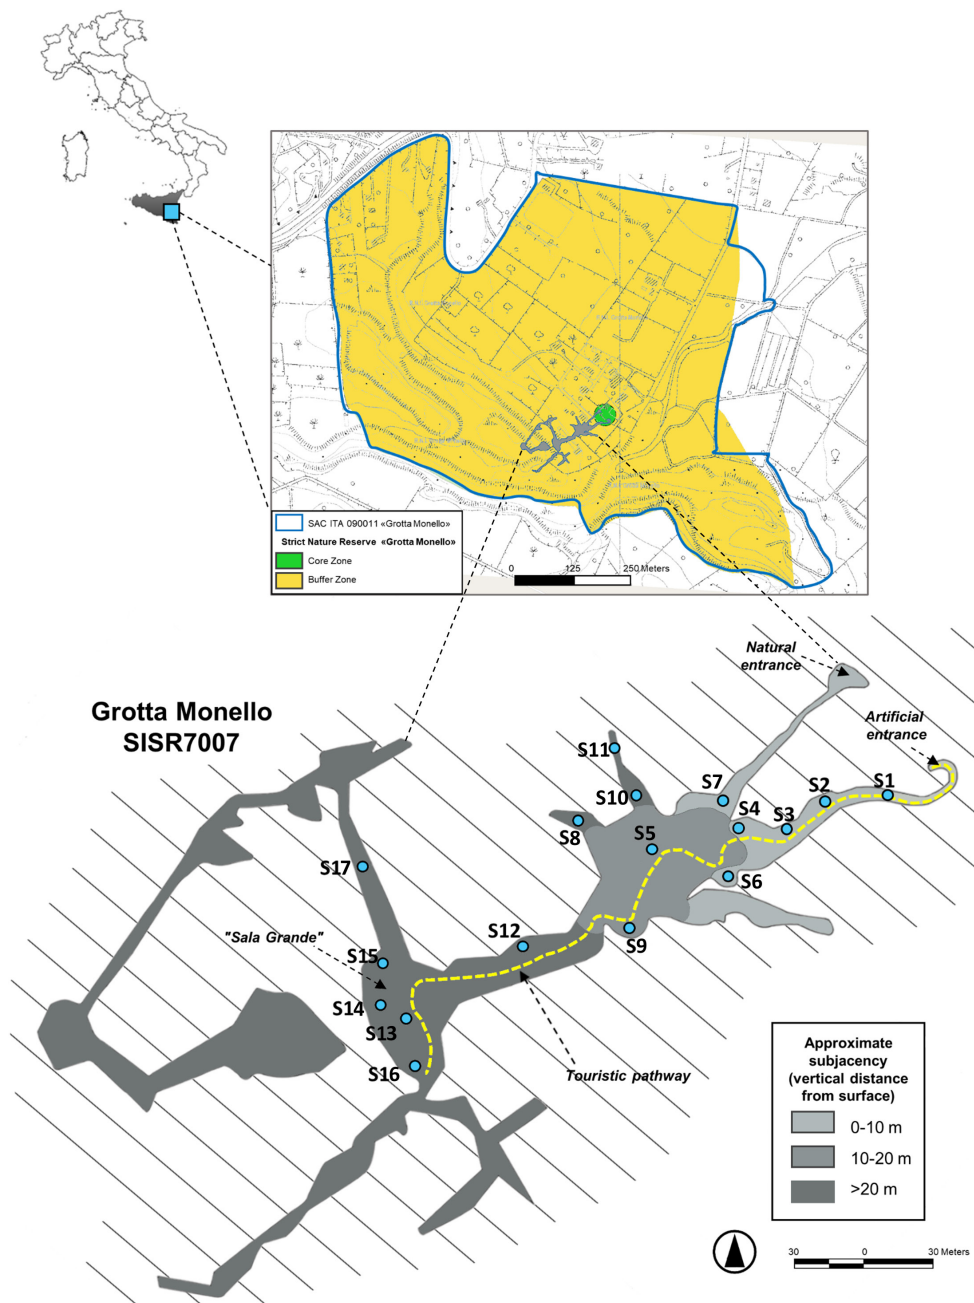 SAC ITA 090011 «Grotta Monello»
Strict Nature Reserve «Grotta Monello»
Core Zone
Buffer Zone
0 125 250 Meters
Natural
entrance
Grotta Monello
SISR7007
Artificial
entrance
S11
S10
S7
S2
S1
S8
S5
S4
S3
S17
S6
"Sala Grande"
S12
S9
S15
S14
S13
S16
Touristic pathway
Approximate
subjacency
(vertical distance
from surface)
0-10 m
10-20 m
>20 m
30 0 30 Meters